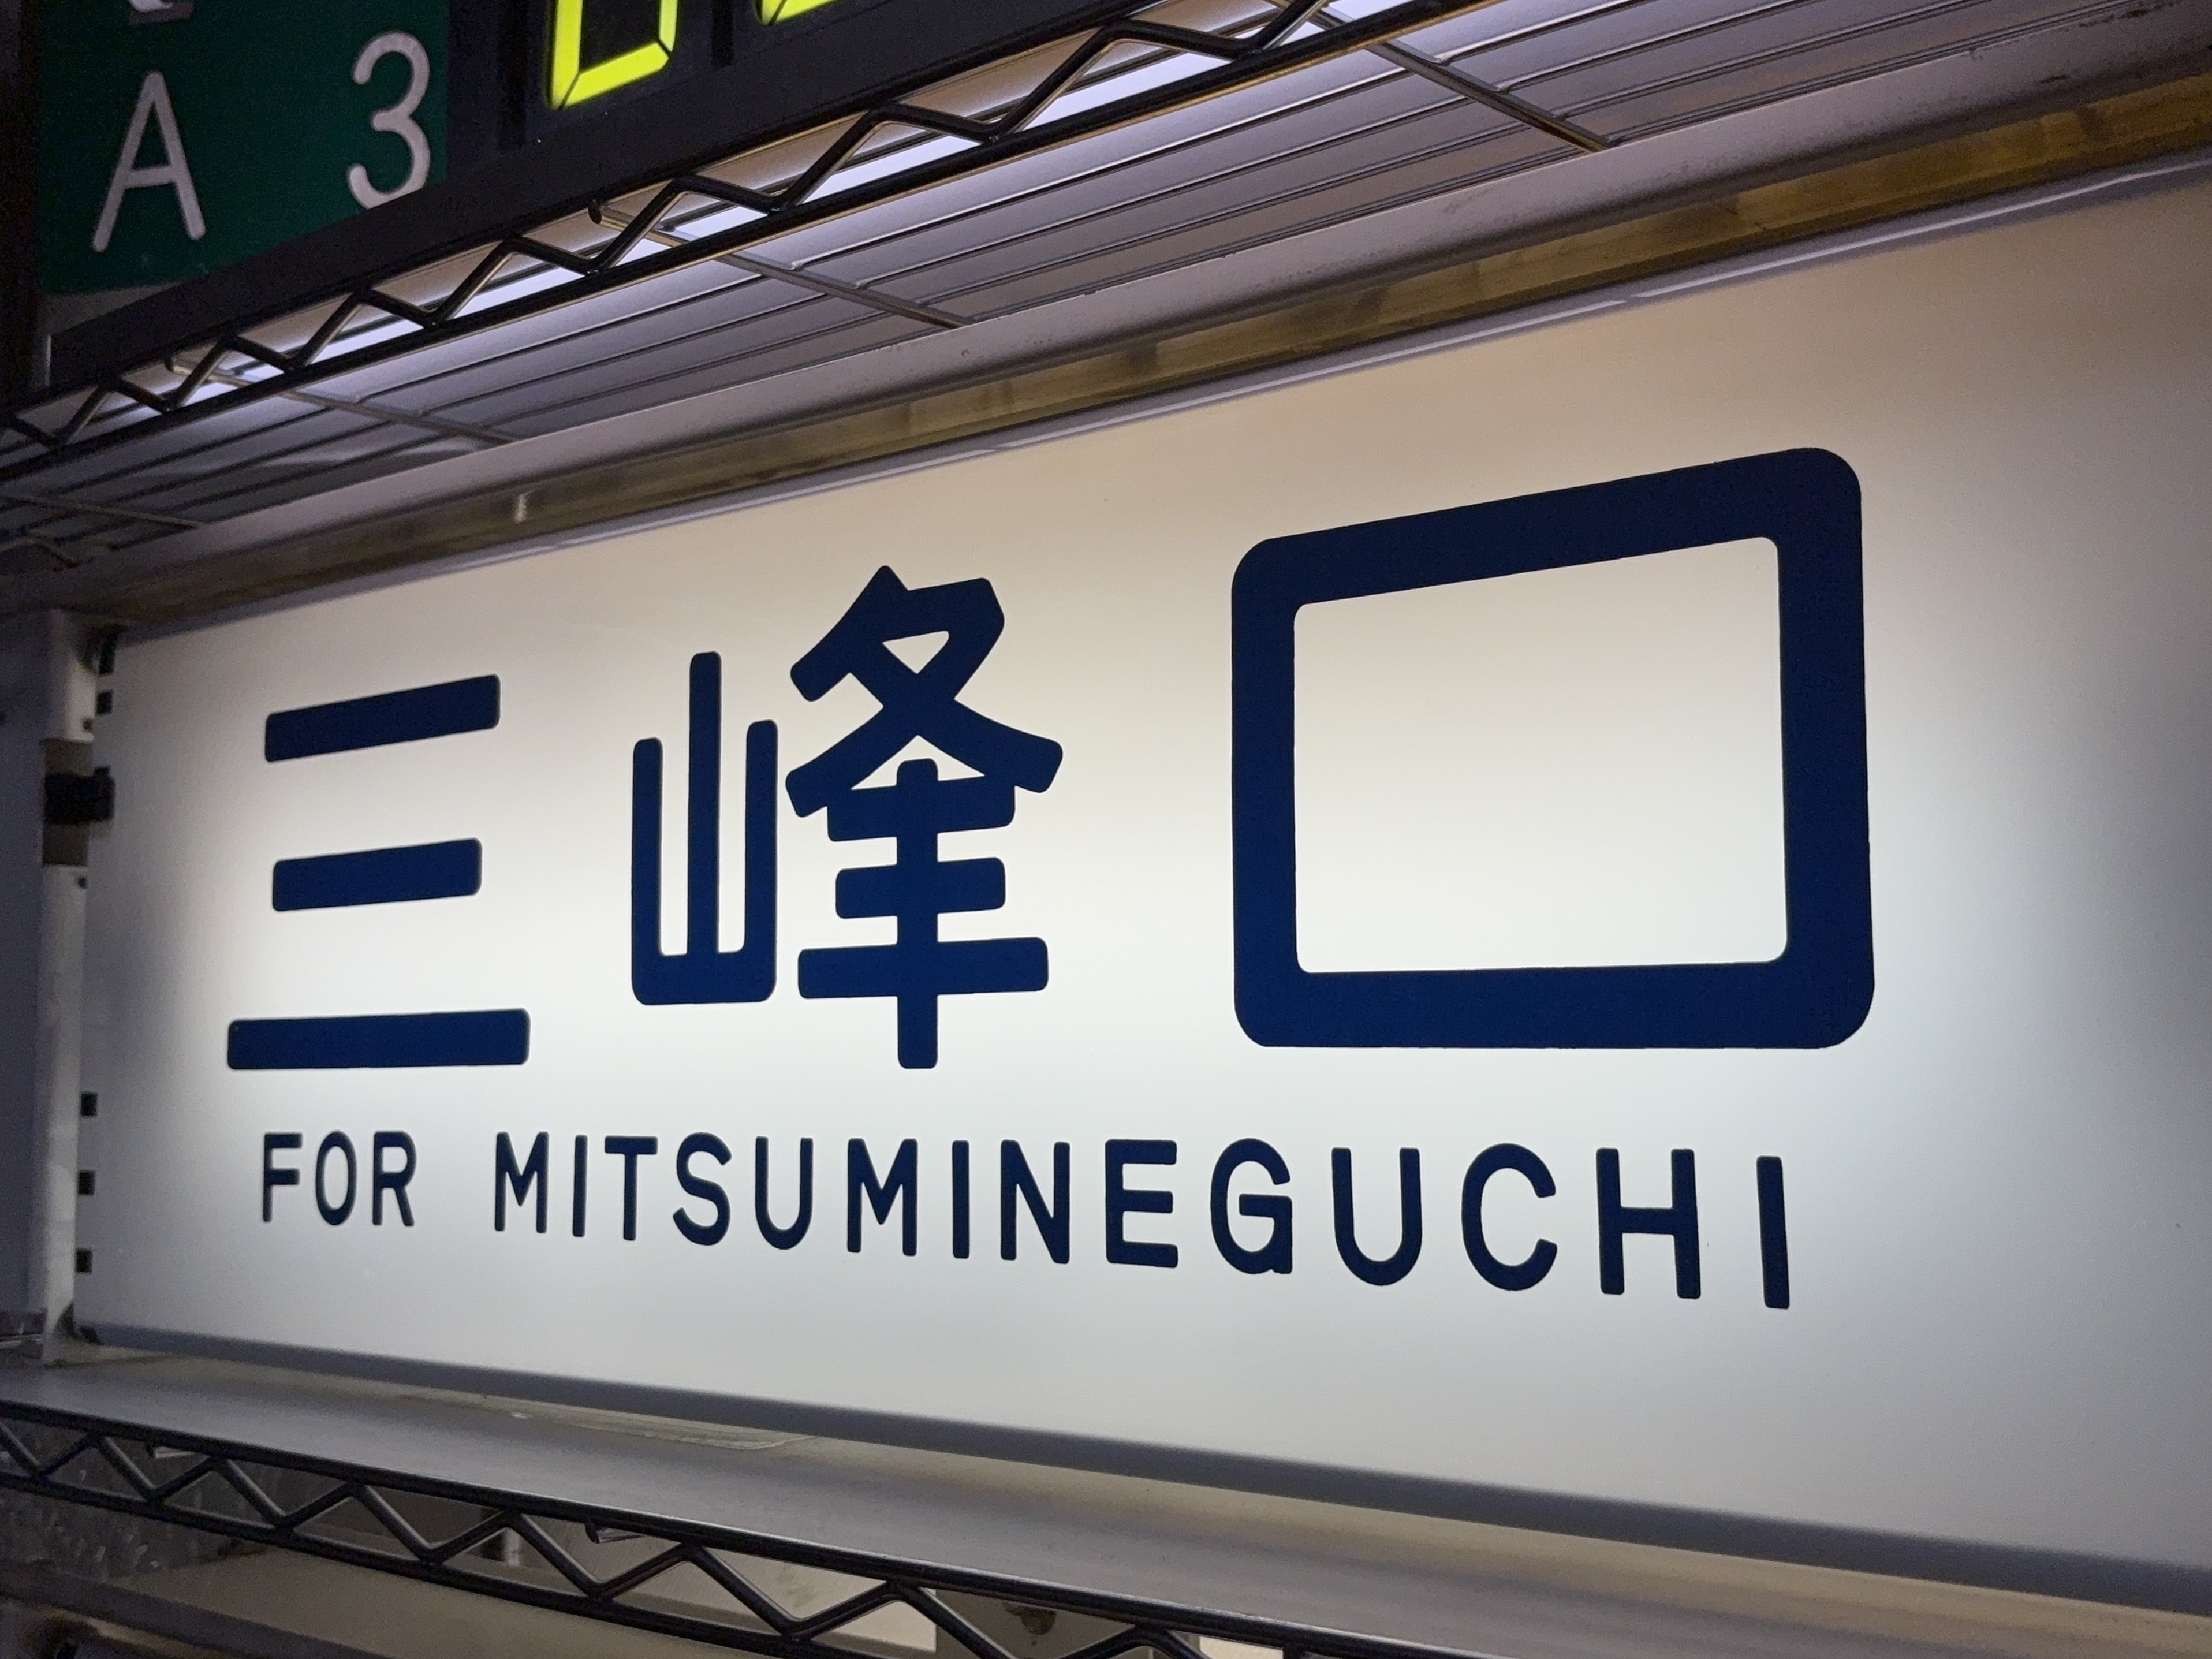 A 3
三峰口
FOR MITSUMINEGUCHI